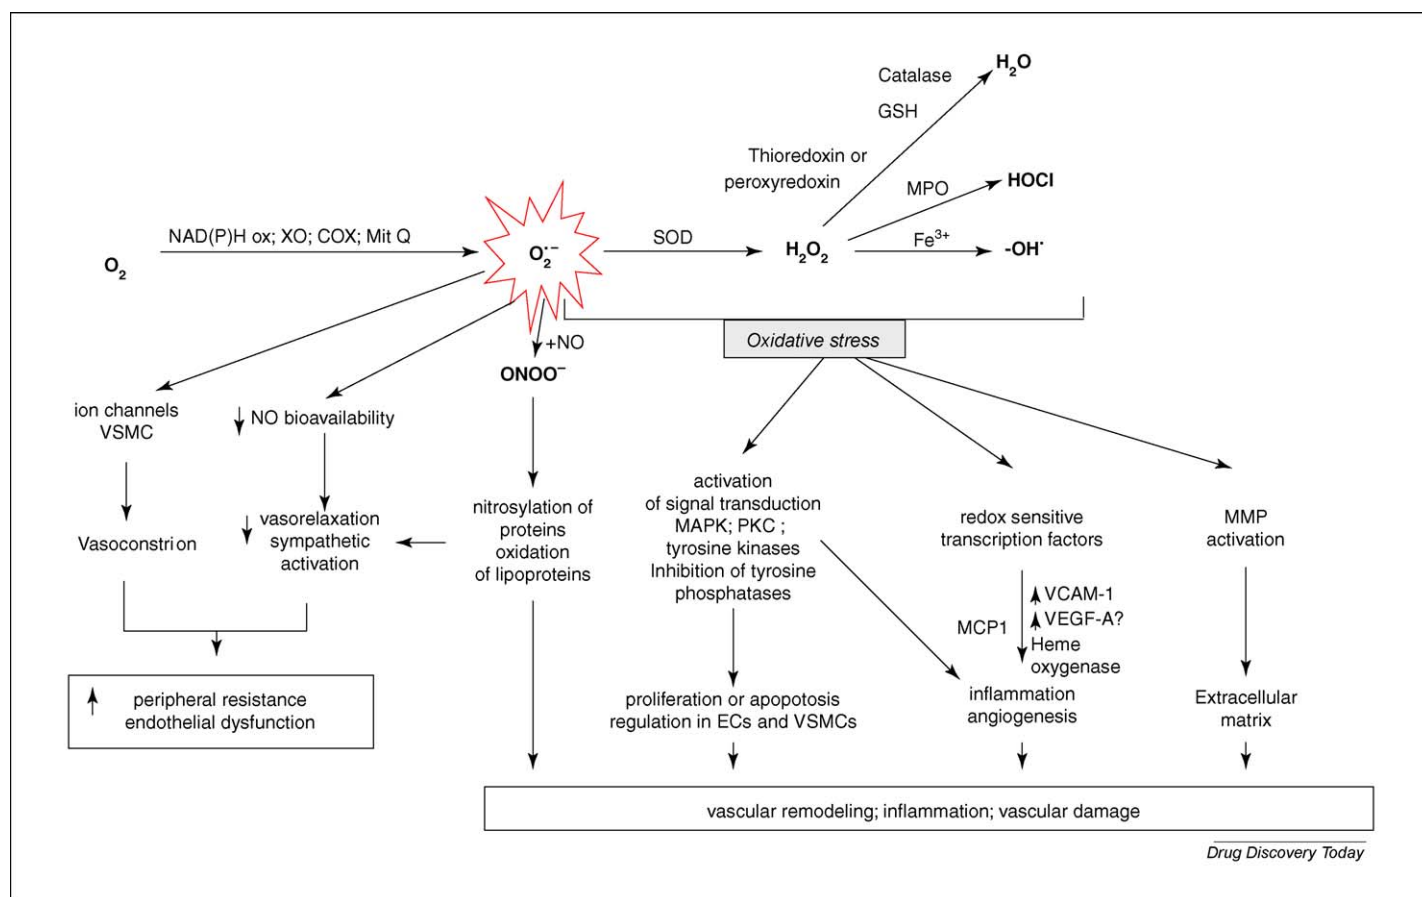 H₂O
Catalase
GSH
Thioredoxin or
peroxyredoxin
MPO
HOCl
NAD(P)H ox; XO; COX; Mit Q
O₂
O₂˙⁻
SOD
H₂O₂
Fe³⁺
-OH˙
Oxidative stress
+NO
ONOO⁻
ion channels
VSMC
NO bioavailability
Vasoconstrion
vasorelaxation
sympathetic
activation
nitrosylation of
proteins
oxidation
of lipoproteins
activation
of signal transduction
MAPK; PKC ;
tyrosine kinases
Inhibition of tyrosine
phosphatases
redox sensitive
transcription factors
MMP
activation
MCP1
VCAM-1
VEGF-A?
Heme
oxygenase
peripheral resistance
endothelial dysfunction
proliferation or apopotosis
regulation in ECs and VSMCs
inflammation
angiogenesis
Extracellular
matrix
vascular remodeling; inflammation; vascular damage
Drug Discovery Today